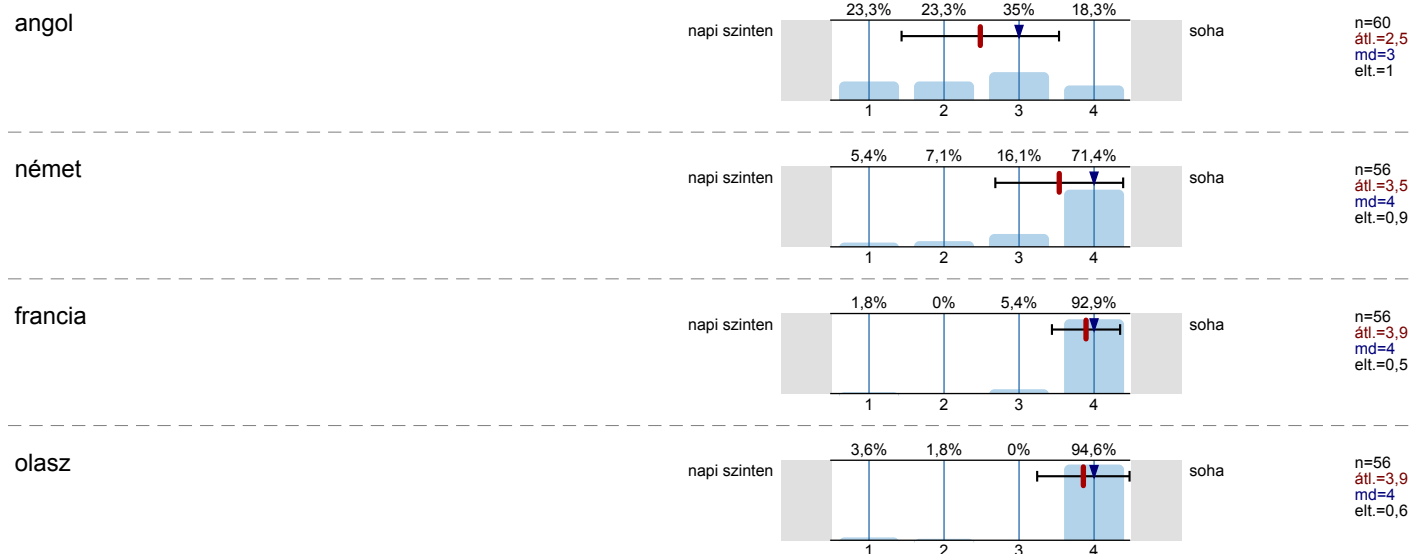 angol
23,3% 23,3% 35% 18,3%
napi szinten
soha
n=60
átl.=2,5
md=3
elt.=1
1 2 3 4
német
5,4% 7,1% 16,1% 71,4%
napi szinten
soha
n=56
átl.=3,5
md=4
elt.=0,9
1 2 3 4
francia
1,8% 0% 5,4% 92,9%
napi szinten
soha
n=56
átl.=3,9
md=4
elt.=0,5
1 2 3 4
olasz
3,6% 1,8% 0% 94,6%
napi szinten
soha
n=56
átl.=3,9
md=4
elt.=0,6
1 2 3 4